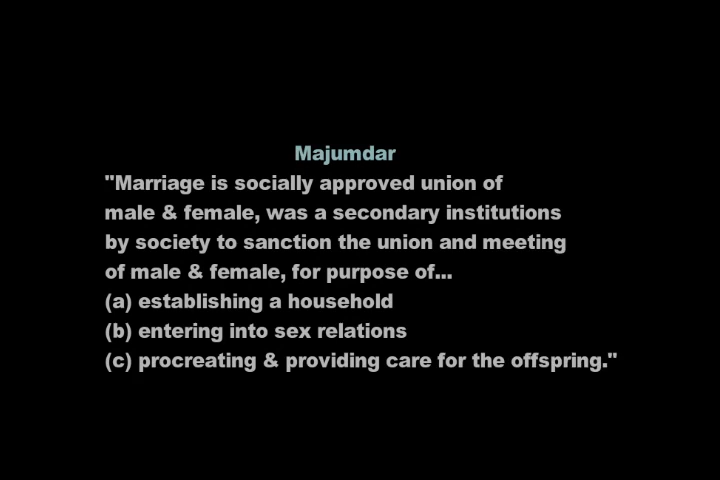 Majumdar
"Marriage is socially approved union of
male & female, was a secondary institutions
by society to sanction the union and meeting
of male & female, for purpose of...
(a) establishing a household
(b) entering into sex relations
(c) procreating & providing care for the offspring."